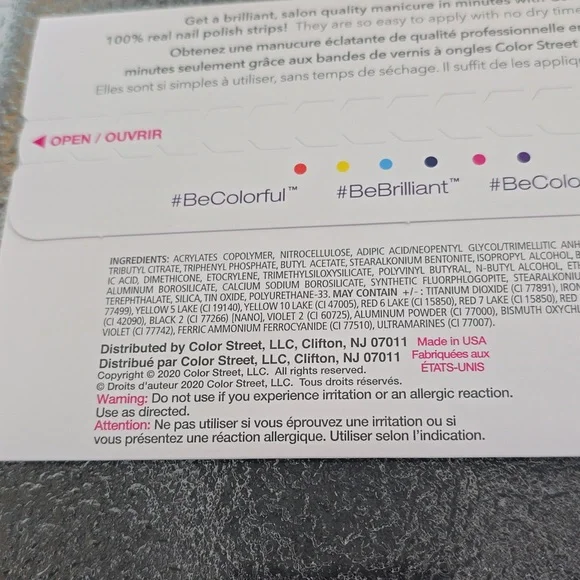 Get a brilliant, salon quality manicure in minutes with
100% real nail polish strips! They are so easy to apply with no dry time
Obtenez une manucure éclatante de qualité professionnelle en
minutes seulement grâce aux bandes de vernis à ongles Color Street
Elles sont si simples à utiliser, sans temps de séchage. Il suffit de les
OPEN / OUVRIR
#BeColorful™ #BeBrilliant™
INGREDIENTS: ACRYLATES COPOLYMER, NITROCELLULOSE, ADIPIC ACID/NEOPENTYL GLYCOL/TRIMELLITIC
TRIBUTYL CITRATE, TRIPHENYL PHOSPHATE, BUTYL ACETATE, STEARALKONIUM BENTONITE, ISOPROPYL ALCOHOL,
IC ACID, DIMETHICONE, ETOCRYLENE, TRIMETHYLSILOXYSILICATE, POLYVINYL BUTYRAL, N-BUTYL ALCOHOL,
ALUMINUM BOROSILICATE, CALCIUM SODIUM BOROSILICATE, SYNTHETIC FLUORPHLOGOPITE,
TEREPHTHALATE, SILICA, TIN OXIDE, POLYURETHANE-33. MAY CONTAIN +/-: TITANIUM DIOXIDE (CI 77891), IRON
77499), YELLOW 5 LAKE (CI 19140), YELLOW 10 LAKE (CI 47005), RED 6 LAKE (CI 15850), RED 7 LAKE (CI 15850), RED
(CI 42090), BLACK 2 (CI 77266) [NANO], VIOLET 2 (CI 60725), ALUMINUM POWDER (CI 77000), BISMUTH
VIOLET (CI 77742), FERRIC AMMONIUM FERROCYANIDE (CI 77510), ULTRAMARINES (CI 77007).
Distributed by Color Street, LLC, Clifton, NJ 07011 Made in USA
Distribué par Color Street, LLC, Clifton, NJ 07011 Fabriquées aux
Copyright © 2020 Color Street, LLC. All rights reserved. ÉTATS-UNIS
© Droits d'auteur 2020 Color Street, LLC. Tous droits réservés.
Warning: Do not use if you experience irritation or an allergic reaction.
Use as directed.
Attention: Ne pas utiliser si vous éprouvez une irritation ou si
vous présentez une réaction allergique. Utiliser selon l'indication.